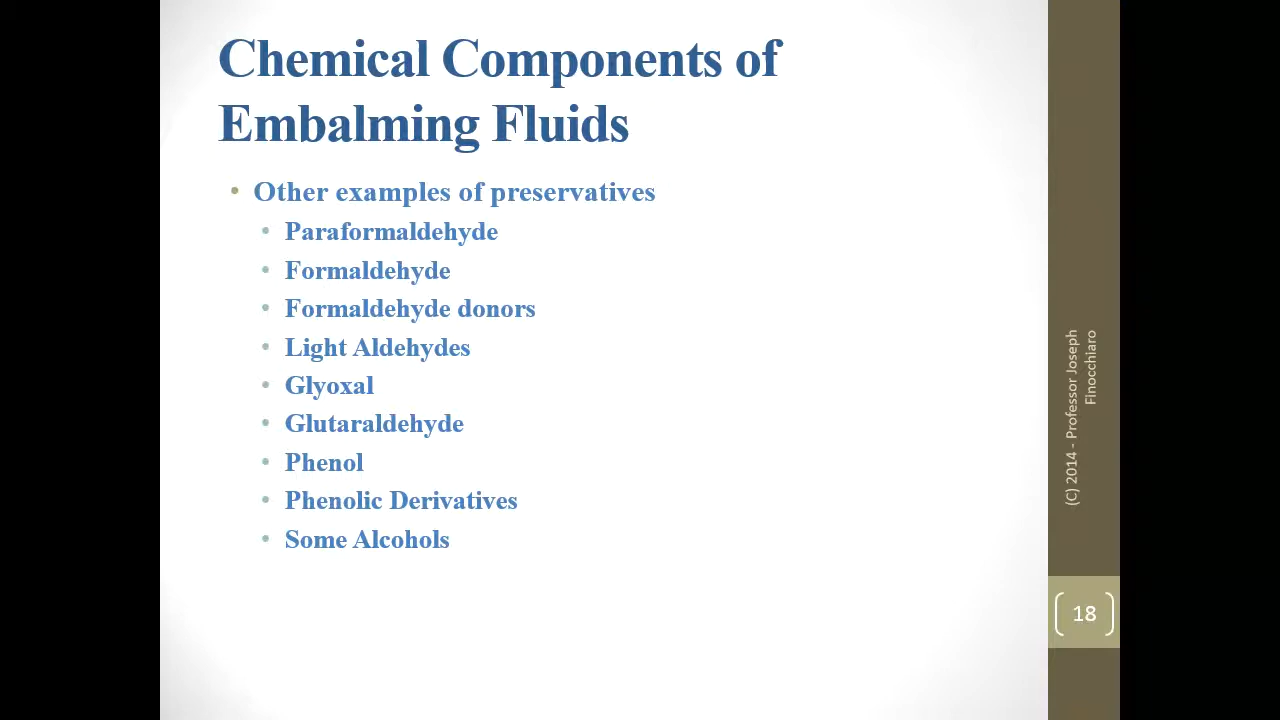 Chemical Components of
Embalming Fluids
• Other examples of preservatives
• Paraformaldehyde
• Formaldehyde
• Formaldehyde donors
• Light Aldehydes
• Glyoxal
• Glutaraldehyde
• Phenol
• Phenolic Derivatives
• Some Alcohols
(C) 2014 - Professor Joseph
Finocchiaro
18